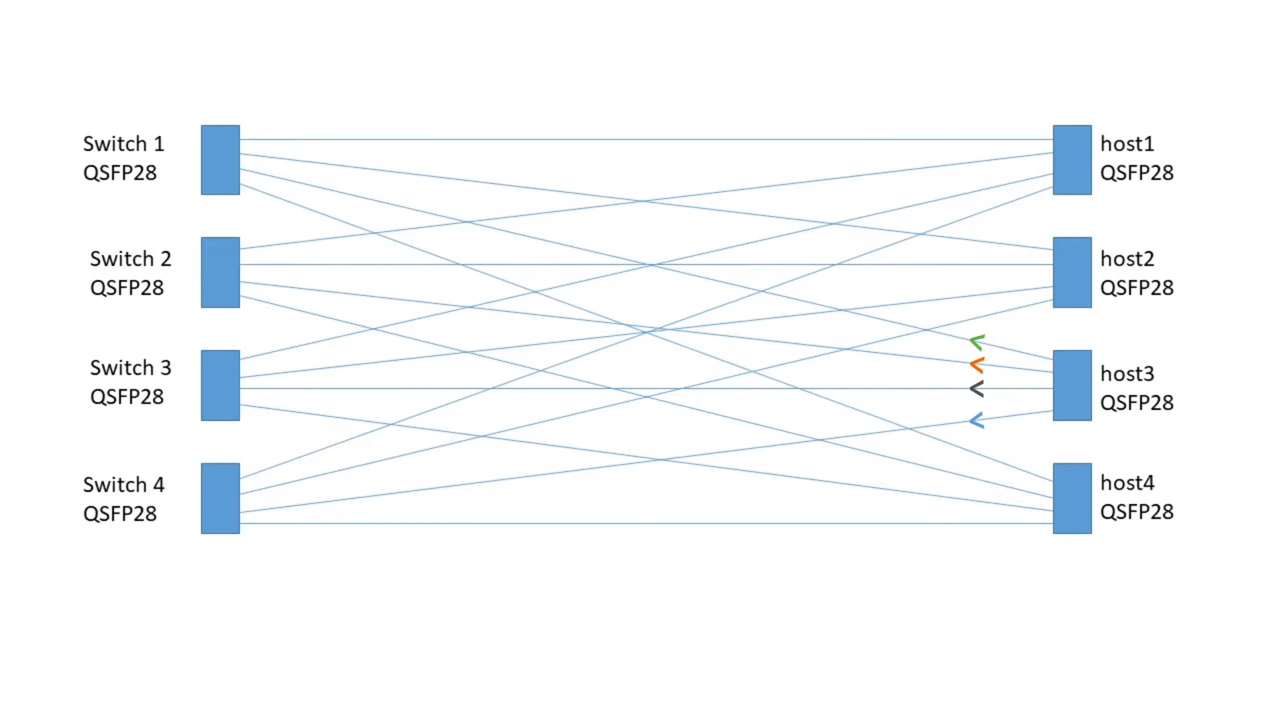 Switch 1
QSFP28
host1
QSFP28
Switch 2
QSFP28
host2
QSFP28
Switch 3
QSFP28
host3
QSFP28
Switch 4
QSFP28
host4
QSFP28